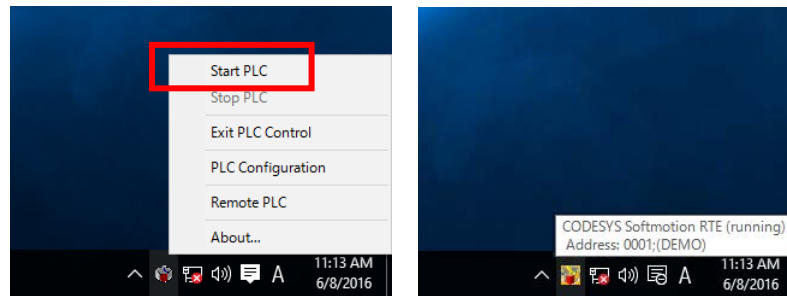 Start PLC
Stop PLC
Exit PLC Control
PLC Configuration
Remote PLC
About...
A
11:13 AM
6/8/2016
CODESYS Softmotion RTE (running)
Address: 0001;(DEMO)
A
11:13 AM
6/8/2016